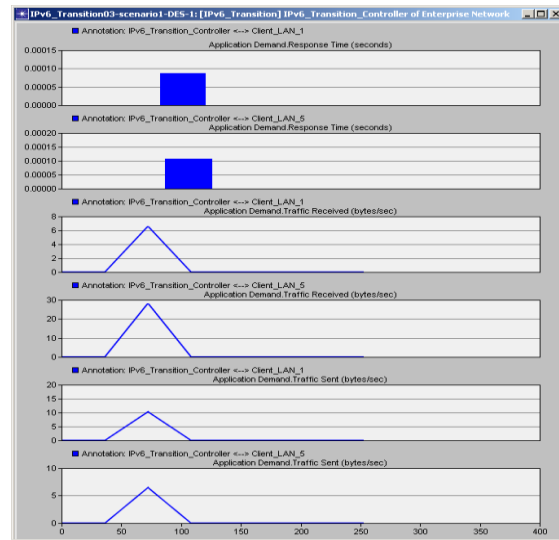 IPv6_Transition03-scenario1-DES-1: [IPv6_Transition] IPv6_Transition_Controller of Enterprise Network
Annotation: IPv6_Transition_Controller <--> Client_LAN_1
Application Demand.Response Time (seconds)
0.00015
0.00010
0.00005
0.00000
Annotation: IPv6_Transition_Controller <--> Client_LAN_5
Application Demand.Response Time (seconds)
0.00020
0.00015
0.00010
0.00005
0.00000
Annotation: IPv6_Transition_Controller <--> Client_LAN_1
Application Demand.Traffic Received (bytes/sec)
8
6
4
2
0
Annotation: IPv6_Transition_Controller <--> Client_LAN_5
Application Demand.Traffic Received (bytes/sec)
30
20
10
0
Annotation: IPv6_Transition_Controller <--> Client_LAN_1
Application Demand.Traffic Sent (bytes/sec)
20
15
10
5
0
Annotation: IPv6_Transition_Controller <--> Client_LAN_5
Application Demand.Traffic Sent (bytes/sec)
10
5
0
0 50 100 150 200 250 300 350 400